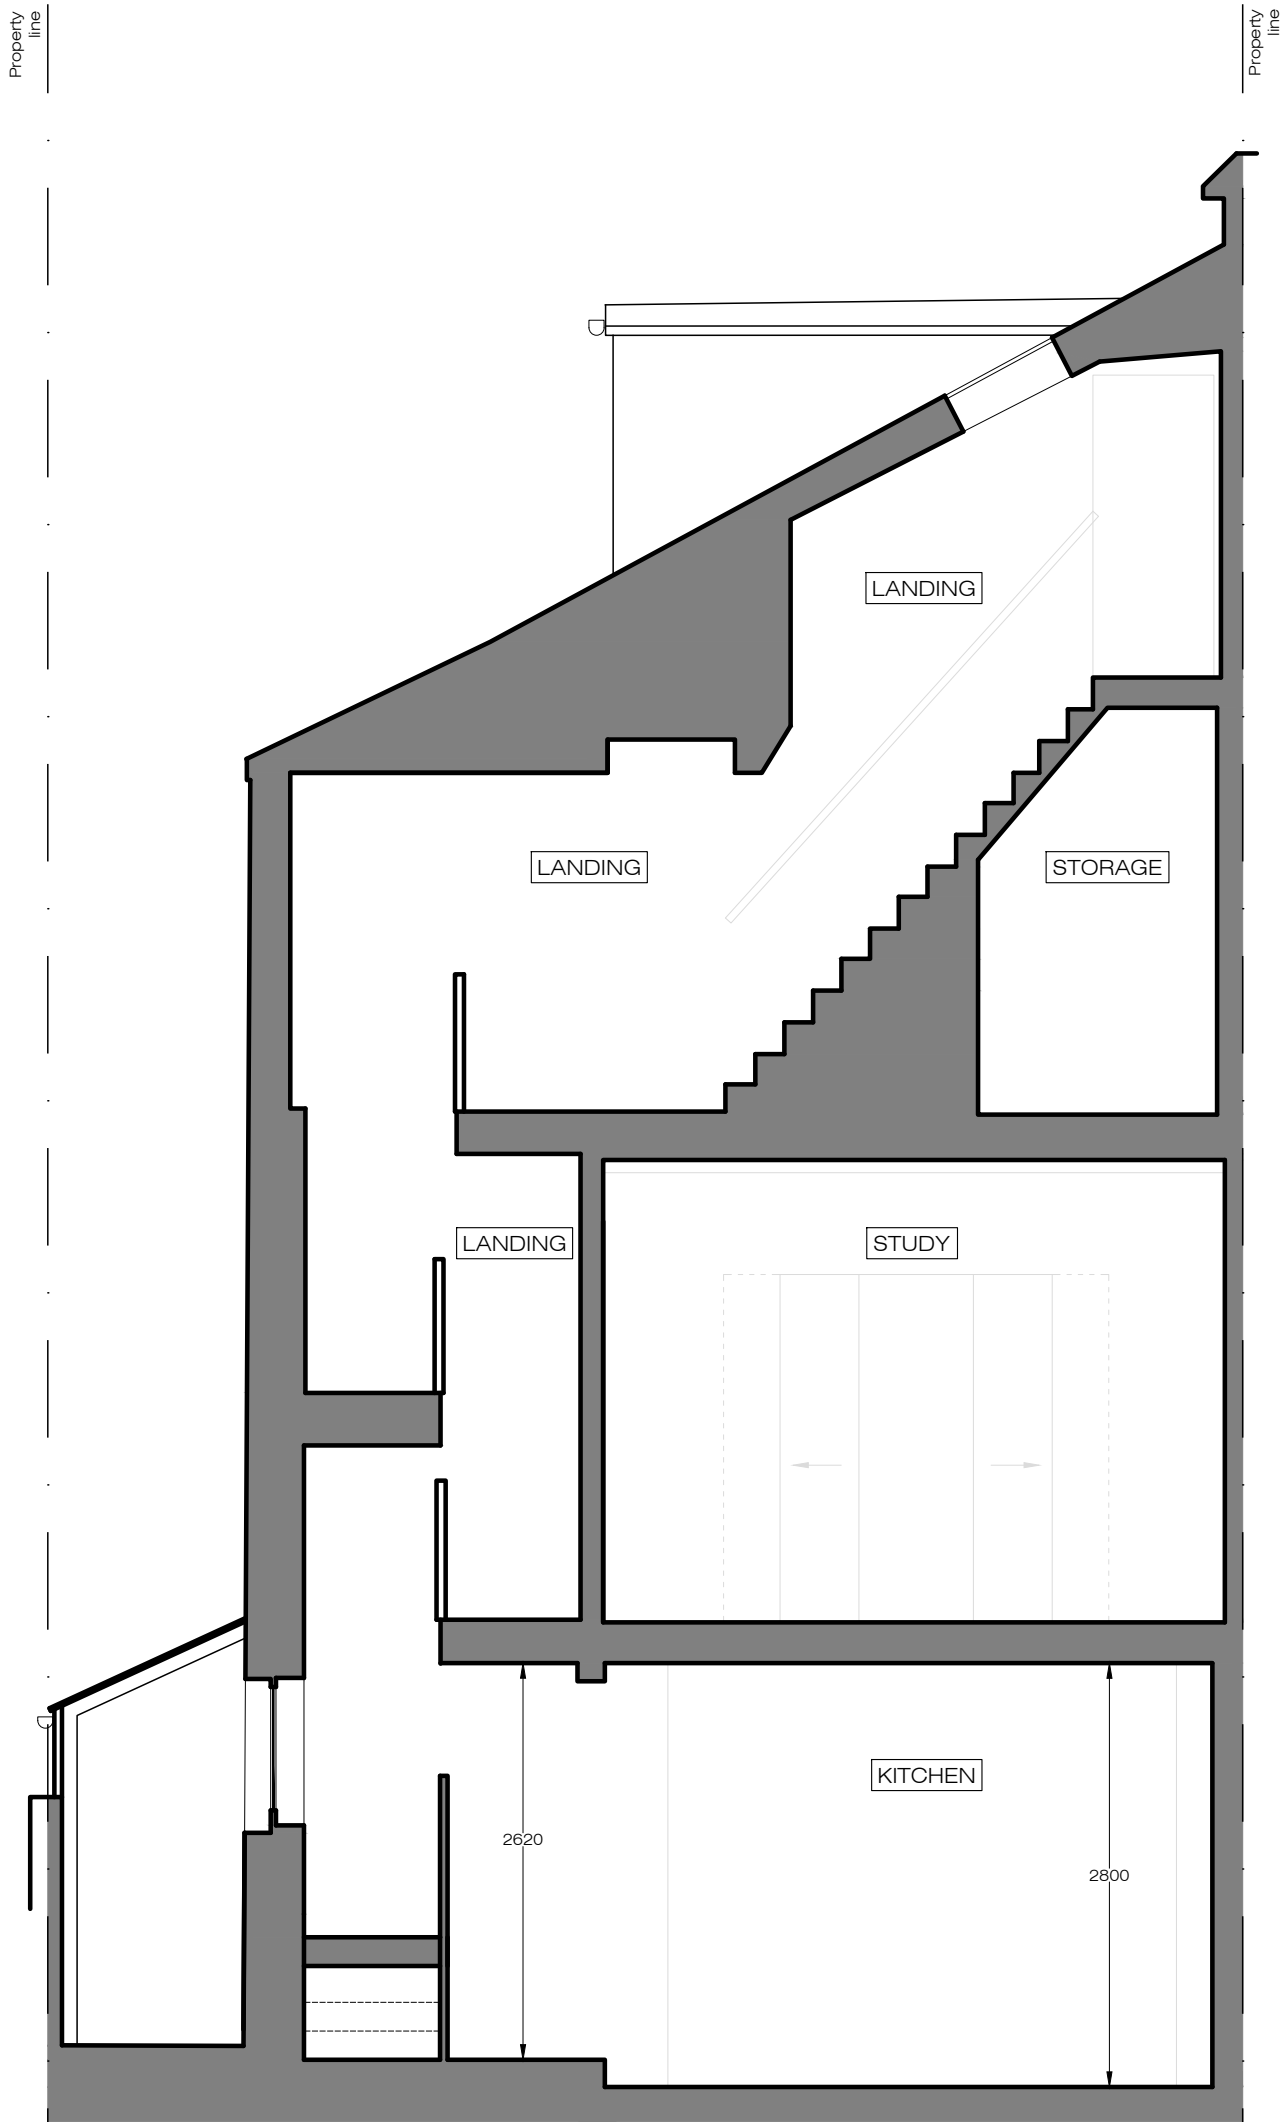 Property
line
Property
line
LANDING
LANDING
STORAGE
LANDING
STUDY
KITCHEN
2620
2800